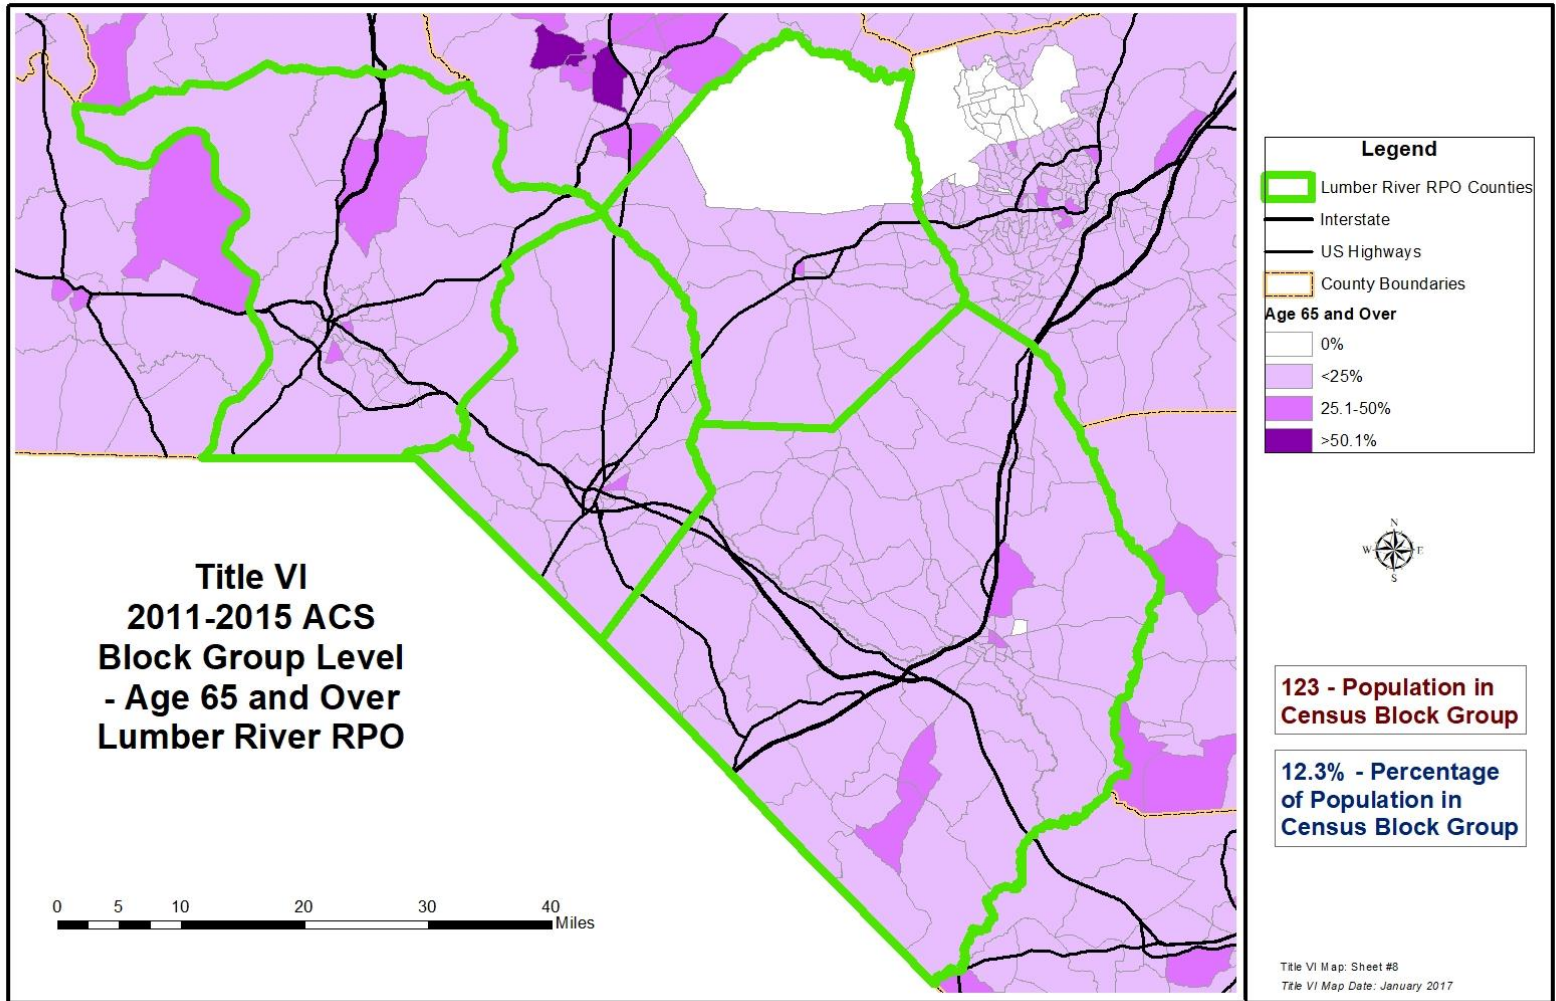 Title VI
2011-2015 ACS
Block Group Level
- Age 65 and Over
Lumber River RPO
0 5 10 20 30 40
Miles
Legend
Lumber River RPO Counties
Interstate
US Highways
County Boundaries
Age 65 and Over
0%
<25%
25.1-50%
>50.1%
N
W E
S
123 - Population in
Census Block Group
12.3% - Percentage
of Population in
Census Block Group
Title VI Map: Sheet #8
Title VI Map Date: January 2017